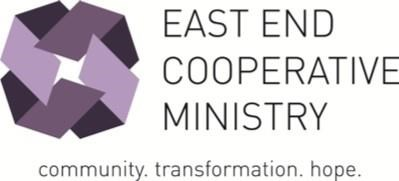 EAST END
COOPERATIVE
MINISTRY
community. transformation. hope.